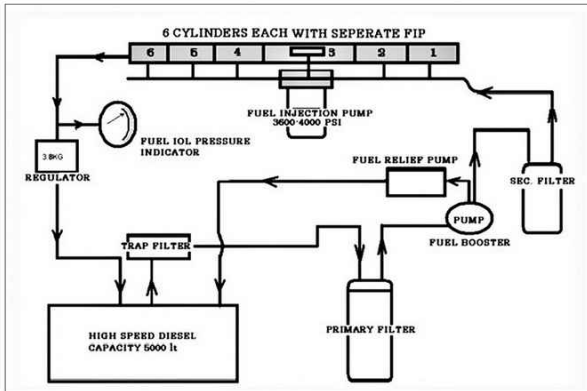 6 CYLINDERS EACH WITH SEPERATE FIP
6 5 4 3 2 1
FUEL INJECTION PUMP
3600-4000 PSI
FUEL IOL PRESSURE
INDICATOR
3.8KG
REGULATOR
FUEL RELIEF PUMP
SEC. FILTER
PUMP
FUEL BOOSTER
TRAP FILTER
HIGH SPEED DIESEL
CAPACITY 5000 lt
PRIMARY FILTER